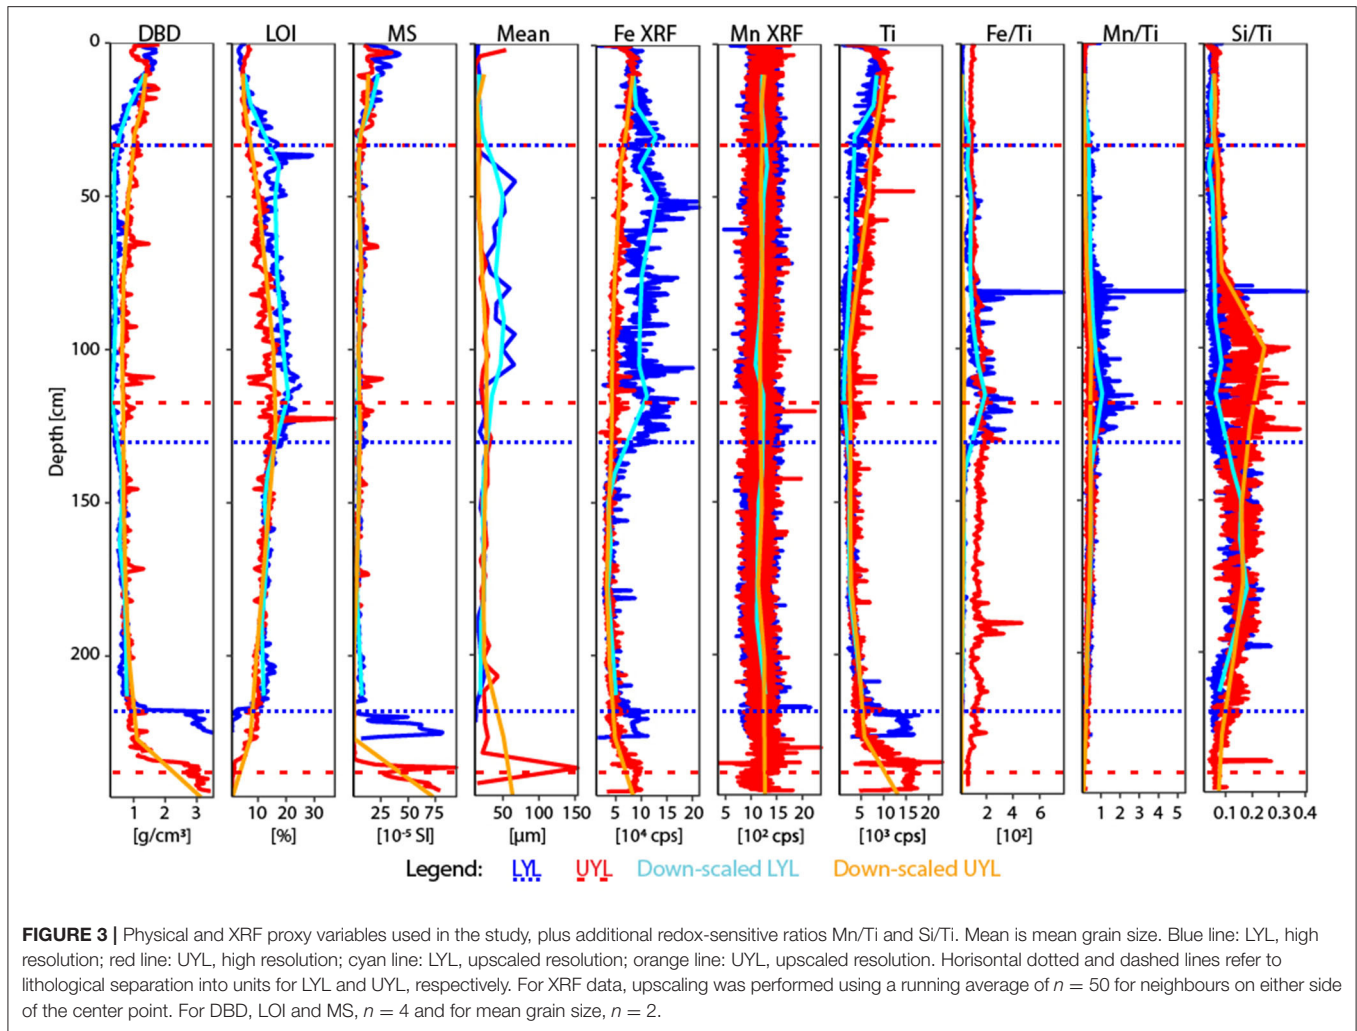 DBD LOI MS Mean Fe XRF Mn XRF Ti Fe/Ti Mn/Ti Si/Ti
0
50
100
150
200
Depth [cm]
1 2 3 10 20 30 25 50 75 50 100 150 5 10 15 20 5 10 15 20 5 10 15 20 2 4 6 1 2 3 4 5 0.1 0.2 0.3 0.4
[g/cm³] [%] [10⁻⁵ SI] [µm] [10⁴ cps] [10² cps] [10³ cps] [10²]
Legend: LYL UYL Down-scaled LYL Down-scaled UYL
FIGURE 3 | Physical and XRF proxy variables used in the study, plus additional redox-sensitive ratios Mn/Ti and Si/Ti. Mean is mean grain size. Blue line: LYL, high
resolution; red line: UYL, high resolution; cyan line: LYL, upscaled resolution; orange line: UYL, upscaled resolution. Horisontal dotted and dashed lines refer to
lithological separation into units for LYL and UYL, respectively. For XRF data, upscaling was performed using a running average of n = 50 for neighbours on either side
of the center point. For DBD, LOI and MS, n = 4 and for mean grain size, n = 2.